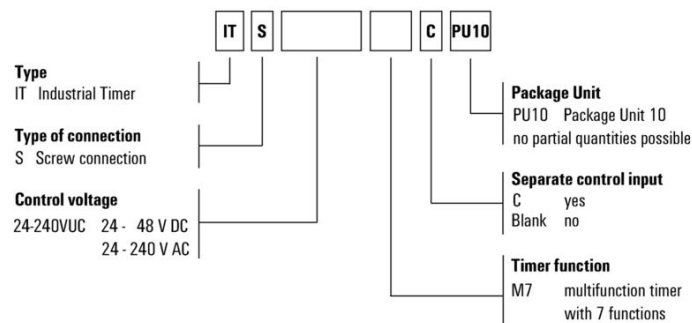 IT S C PU10
Type
IT Industrial Timer
Type of connection
S Screw connection
Control voltage
24-240VUC 24 - 48 V DC
24 - 240 V AC
Package Unit
PU10 Package Unit 10
no partial quantities possible
Separate control input
C yes
Blank no
Timer function
M7 multifunction timer
with 7 functions